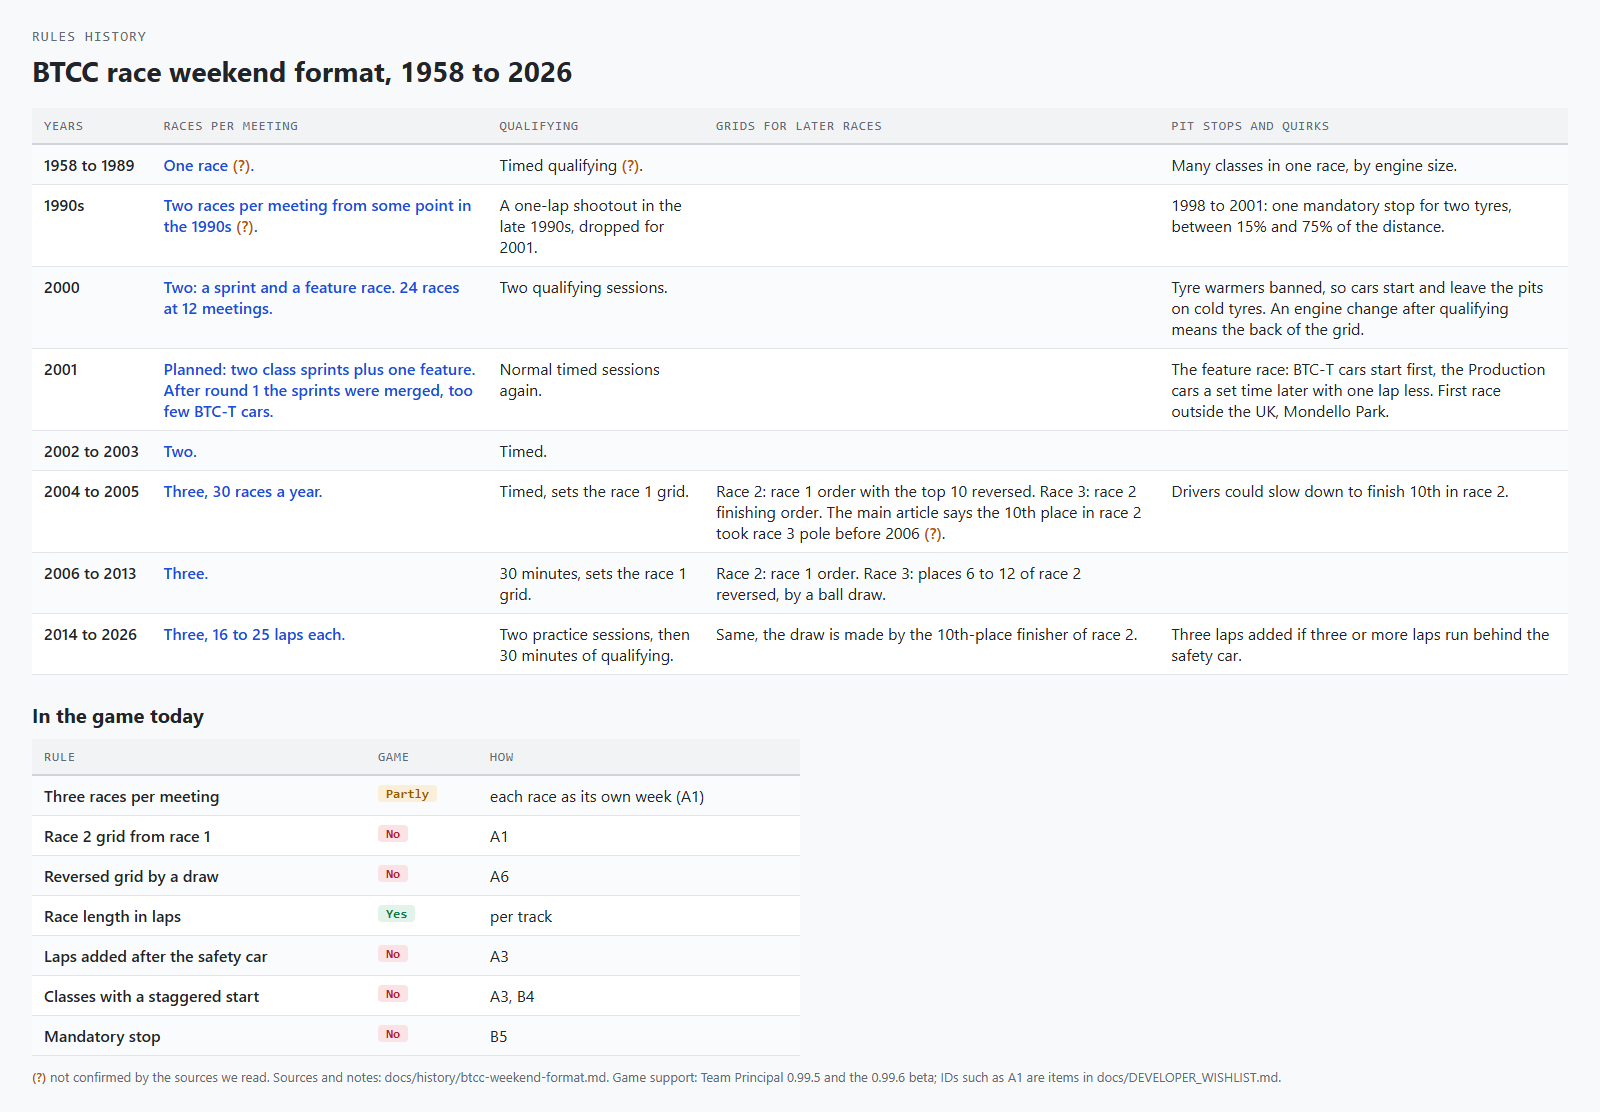 RULES HISTORY
BTCC race weekend format, 1958 to 2026
YEARS RACES PER MEETING QUALIFYING GRIDS FOR LATER RACES PIT STOPS AND QUIRKS
1958 to 1989 One race (?). Timed qualifying (?). Many classes in one race, by engine size.
1990s Two races per meeting from some point in A one-lap shootout in the 1998 to 2001: one mandatory stop for two tyres,
the 1990s (?). late 1990s, dropped for between 15% and 75% of the distance.
2001.
2000 Two: a sprint and a feature race. 24 races Two qualifying sessions. Tyre warmers banned, so cars start and leave the pits
at 12 meetings. on cold tyres. An engine change after qualifying
means the back of the grid.
2001 Planned: two class sprints plus one feature. Normal timed sessions The feature race: BTC-T cars start first, the Production
After round 1 the sprints were merged, too again. cars a set time later with one lap less. First race
few BTC-T cars. outside the UK, Mondello Park.
2002 to 2003 Two. Timed.
2004 to 2005 Three, 30 races a year. Timed, sets the race 1 grid. Race 2: race 1 order with the top 10 reversed. Race 3: race 2 Drivers could slow down to finish 10th in race 2.
finishing order. The main article says the 10th place in race 2
took race 3 pole before 2006 (?).
2006 to 2013 Three. 30 minutes, sets the race 1 Race 2: race 1 order. Race 3: places 6 to 12 of race 2
grid. reversed, by a ball draw.
2014 to 2026 Three, 16 to 25 laps each. Two practice sessions, then Same, the draw is made by the 10th-place finisher of race 2. Three laps added if three or more laps run behind the
30 minutes of qualifying. safety car.
In the game today
RULE GAME HOW
Three races per meeting Partly each race as its own week (A1)
Race 2 grid from race 1 No A1
Reversed grid by a draw No A6
Race length in laps Yes per track
Laps added after the safety car No A3
Classes with a staggered start No A3, B4
Mandatory stop No B5
(?) not confirmed by the sources we read. Sources and notes: docs/history/btcc-weekend-format.md. Game support: Team Principal 0.99.5 and the 0.99.6 beta; IDs such as A1 are items in docs/DEVELOPER_WISHLIST.md.